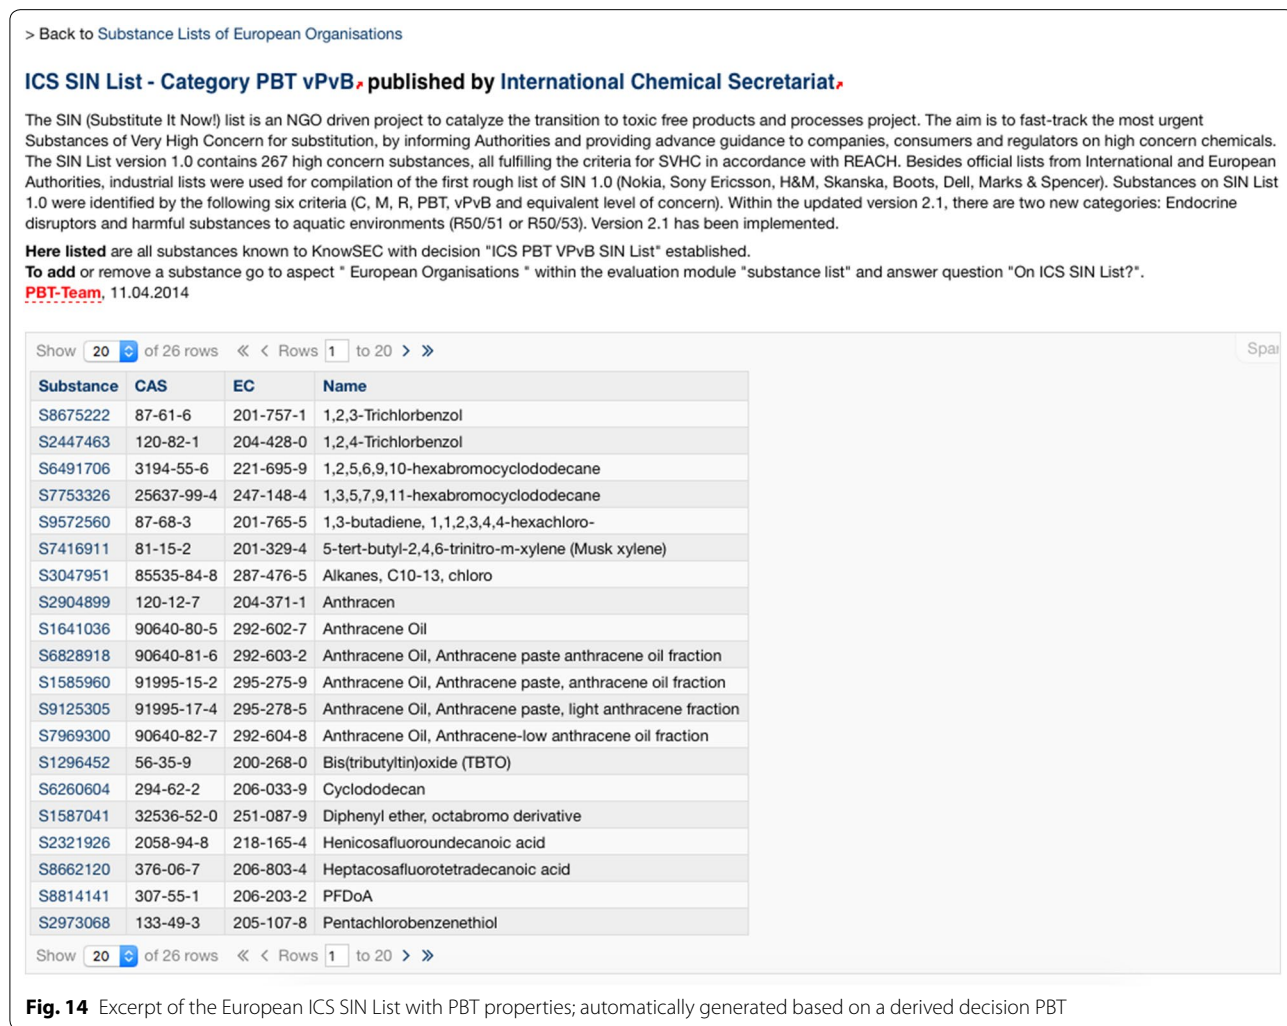 > Back to Substance Lists of European Organisations
ICS SIN List - Category PBT vPvB published by International Chemical Secretariat
The SIN (Substitute It Now!) list is an NGO driven project to catalyze the transition to toxic free products and processes project. The aim is to fast-track the most urgent
Substances of Very High Concern for substitution, by informing Authorities and providing advance guidance to companies, consumers and regulators on high concern chemicals.
The SIN List version 1.0 contains 267 high concern substances, all fulfilling the criteria for SVHC in accordance with REACH. Besides official lists from International and European
Authorities, industrial lists were used for compilation of the first rough list of SIN 1.0 (Nokia, Sony Ericsson, H&M, Skanska, Boots, Dell, Marks & Spencer). Substances on SIN List
1.0 were identified by the following six criteria (C, M, R, PBT, vPvB and equivalent level of concern). Within the updated version 2.1, there are two new categories: Endocrine
disruptors and harmful substances to aquatic environments (R50/51 or R50/53). Version 2.1 has been implemented.
Here listed are all substances known to KnowSEC with decision "ICS PBT VPvB SIN List" established.
To add or remove a substance go to aspect " European Organisations " within the evaluation module "substance list" and answer question "On ICS SIN List?".
PBT-Team, 11.04.2014
Show 20 of 26 rows « < Rows 1 to 20 > »
Substance CAS EC Name
S8675222 87-61-6 201-757-1 1,2,3-Trichlorbenzol
S2447463 120-82-1 204-428-0 1,2,4-Trichlorbenzol
S6491706 3194-55-6 221-695-9 1,2,5,6,9,10-hexabromocyclododecane
S7753326 25637-99-4 247-148-4 1,3,5,7,9,11-hexabromocyclododecane
S9572560 87-68-3 201-765-5 1,3-butadiene, 1,1,2,3,4,4-hexachloro-
S7416911 81-15-2 201-329-4 5-tert-butyl-2,4,6-trinitro-m-xylene (Musk xylene)
S3047951 85535-84-8 287-476-5 Alkanes, C10-13, chloro
S2904899 120-12-7 204-371-1 Anthracen
S1641036 90640-80-5 292-602-7 Anthracene Oil
S6828918 90640-81-6 292-603-2 Anthracene Oil, Anthracene paste anthracene oil fraction
S1585960 91995-15-2 295-275-9 Anthracene Oil, Anthracene paste, anthracene oil fraction
S9125305 91995-17-4 295-278-5 Anthracene Oil, Anthracene paste, light anthracene fraction
S7969300 90640-82-7 292-604-8 Anthracene Oil, Anthracene-low anthracene oil fraction
S1296452 56-35-9 200-268-0 Bis(tributyltin)oxide (TBTO)
S6260604 294-62-2 206-033-9 Cyclododecan
S1587041 32536-52-0 251-087-9 Diphenyl ether, octabromo derivative
S2321926 2058-94-8 218-165-4 Henicosafluoroundecanoic acid
S8662120 376-06-7 206-803-4 Heptacosafluorotetradecanoic acid
S8814141 307-55-1 206-203-2 PFDoA
S2973068 133-49-3 205-107-8 Pentachlorobenzenethiol
Show 20 of 26 rows « < Rows 1 to 20 > »
Fig. 14 Excerpt of the European ICS SIN List with PBT properties; automatically generated based on a derived decision PBT